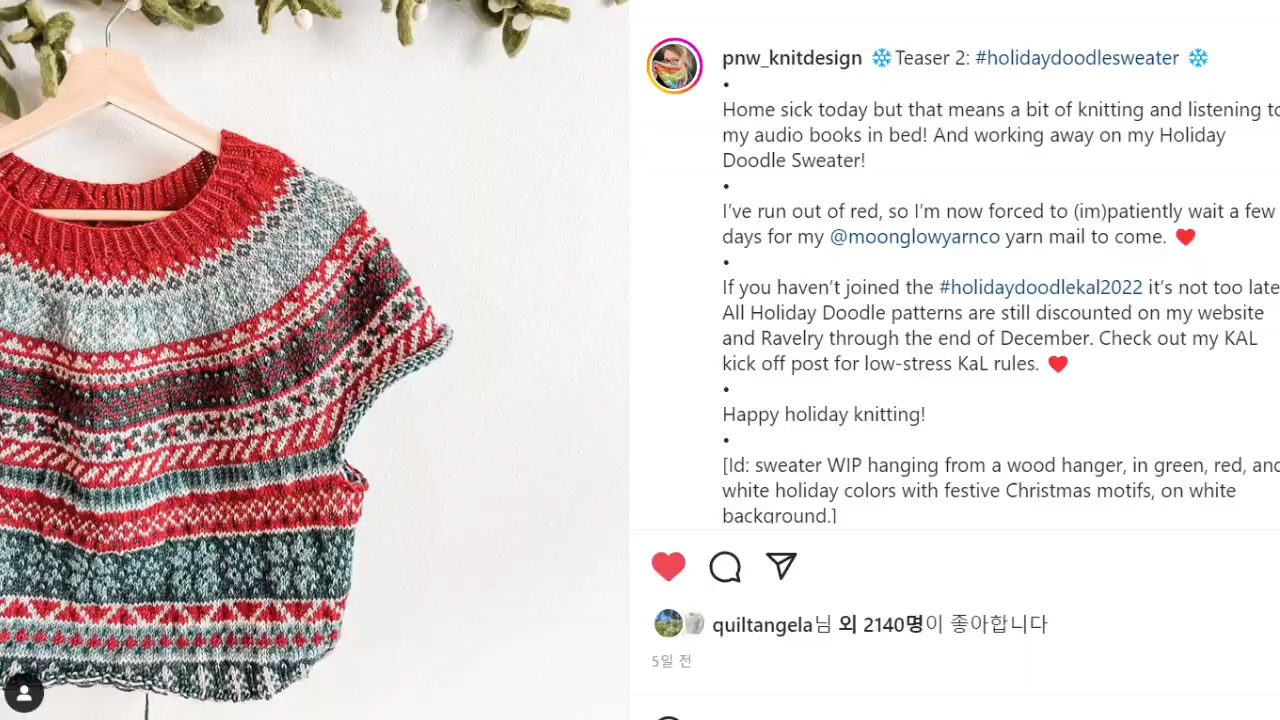 pnw_knitdesign ❄️Teaser 2: #holidaydoodlesweater ❄️
•
Home sick today but that means a bit of knitting and listening to
my audio books in bed! And working away on my Holiday
Doodle Sweater!
•
I've run out of red, so I'm now forced to (im)patiently wait a few
days for my @moonglowyarnco yarn mail to come. ♥️
•
If you haven't joined the #holidaydoodlekal2022 it's not too late
All Holiday Doodle patterns are still discounted on my website
and Ravelry through the end of December. Check out my KAL
kick off post for low-stress KaL rules. ♥️
•
Happy holiday knitting!
•
[Id: sweater WIP hanging from a wood hanger, in green, red, and
white holiday colors with festive Christmas motifs, on white
background.]
quiltangela님 외 2140명이 좋아합니다
5일 전